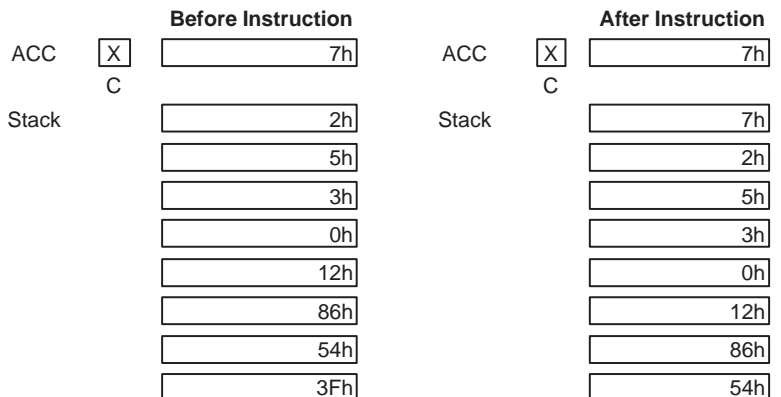 Before Instruction After Instruction
ACC X 7h ACC X 7h
C C
Stack 2h Stack 7h
5h 2h
3h 5h
0h 3h
12h 0h
86h 12h
54h 86h
3Fh 54h